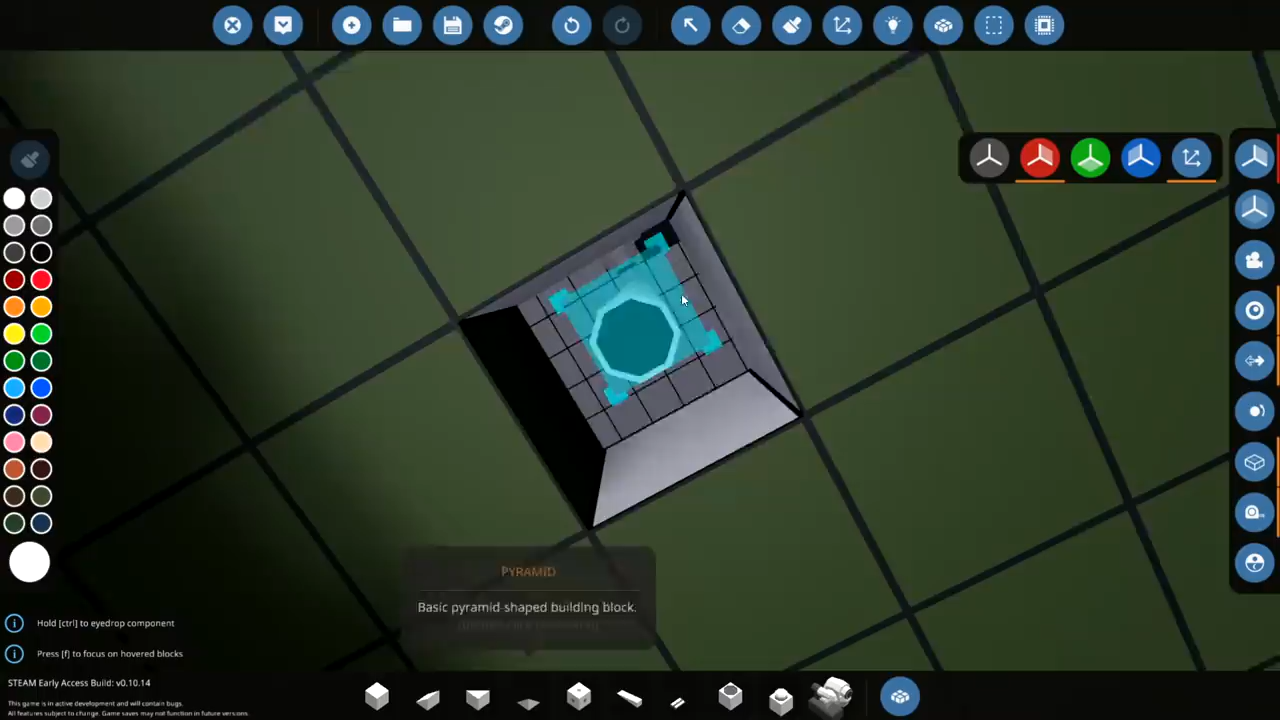 PYRAMID
Basic pyramid-shaped building block.
Hold [ctrl] to eyedrop component
Press [f] to focus on hovered blocks
STEAM Early Access Build: v0.10.14
This game is in active development and will contain bugs.
All features subject to change. Game saves may not function in future versions.